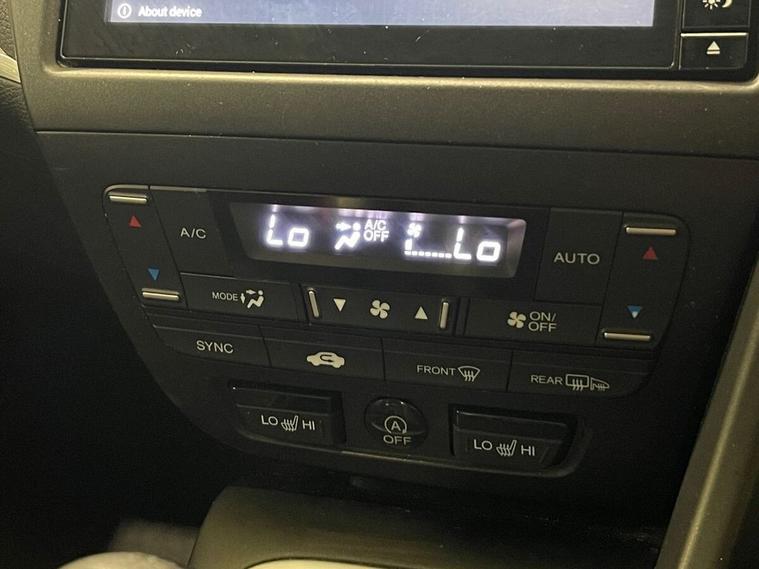 About device
A/C
Lo
A/C
OFF
Lo
AUTO
MODE
ON/
OFF
SYNC
FRONT
REAR
LO HI
A
OFF
LO HI